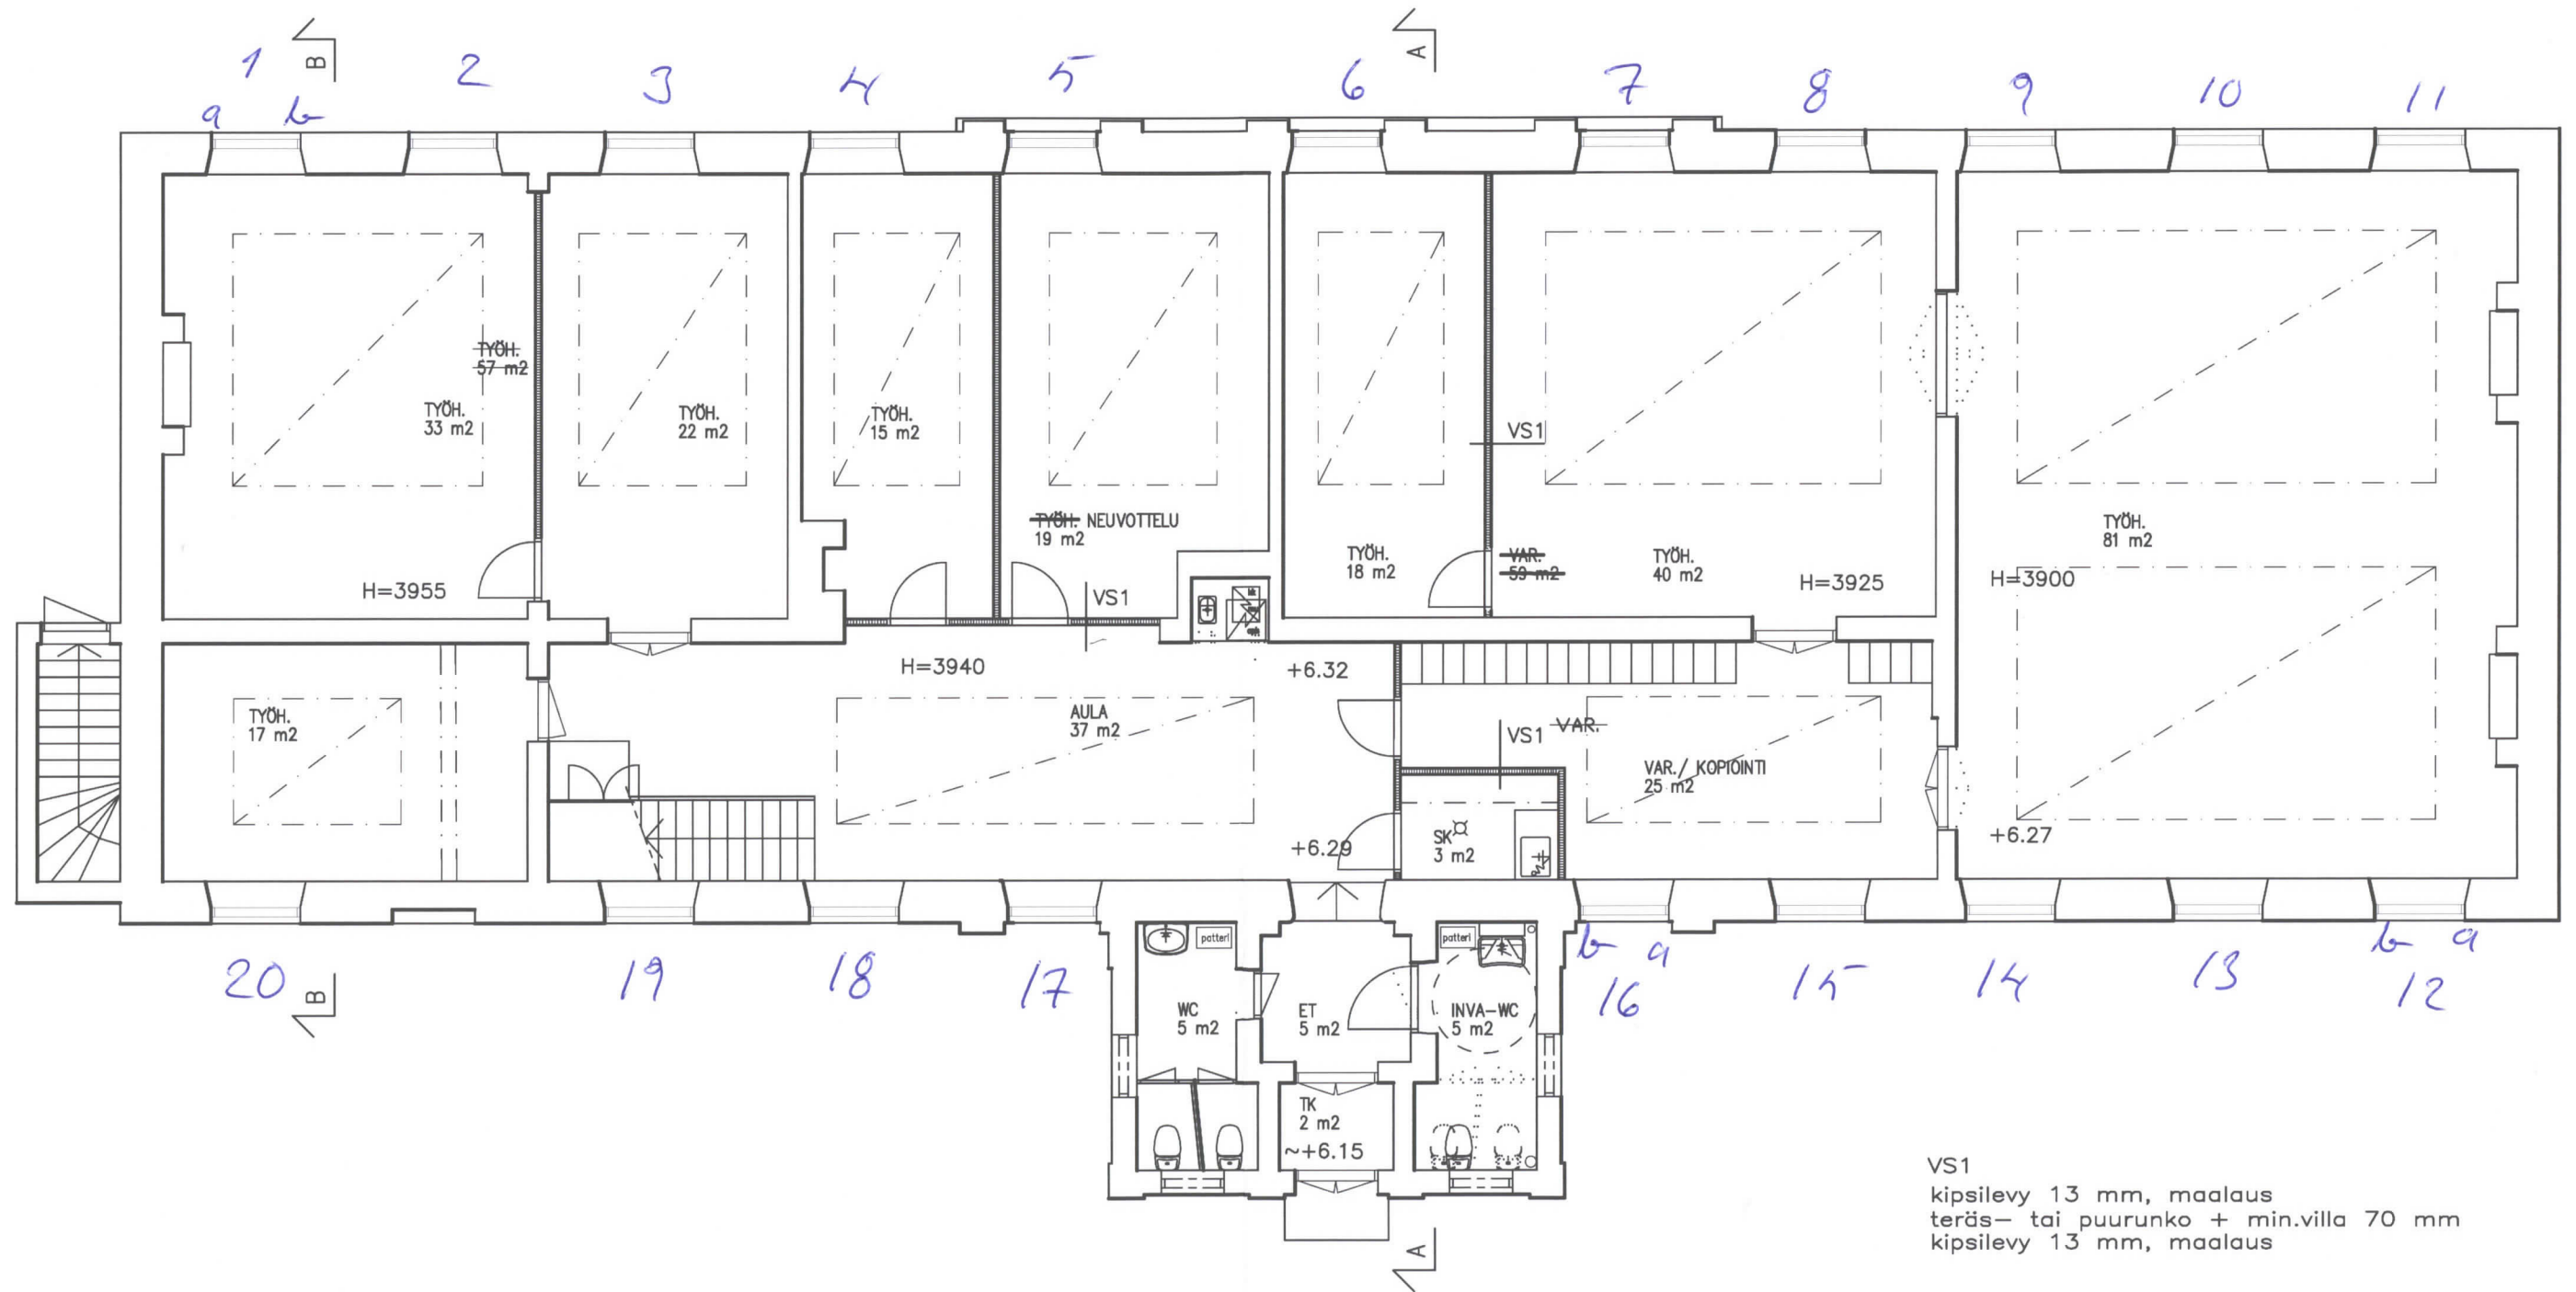 B
A
1 2 3 4 5 6 7 8 9 10 11
a b
TYÖH.
57 m2
TYÖH.
33 m2
TYÖH.
22 m2
TYÖH.
15 m2
VS1
TYÖH. NEUVOTTELU
19 m2
TYÖH.
18 m2
VAR.
59 m2
TYÖH.
40 m2
TYÖH.
81 m2
H=3955
VS1
H=3925
H=3900
H=3940
+6.32
TYÖH.
17 m2
AULA
37 m2
VS1
VAR.
VAR./ KOPIOINTI
25 m2
+6.29
SK
3 m2
+6.27
patteri
patteri
b a
b a
20 19 18 17 16 15 14 13 12
B
WC
5 m2
ET
5 m2
INVA-WC
5 m2
TK
2 m2
~+6.15
A
VS1
kipsilevy 13 mm, maalaus
teräs- tai puurunko + min.villa 70 mm
kipsilevy 13 mm, maalaus